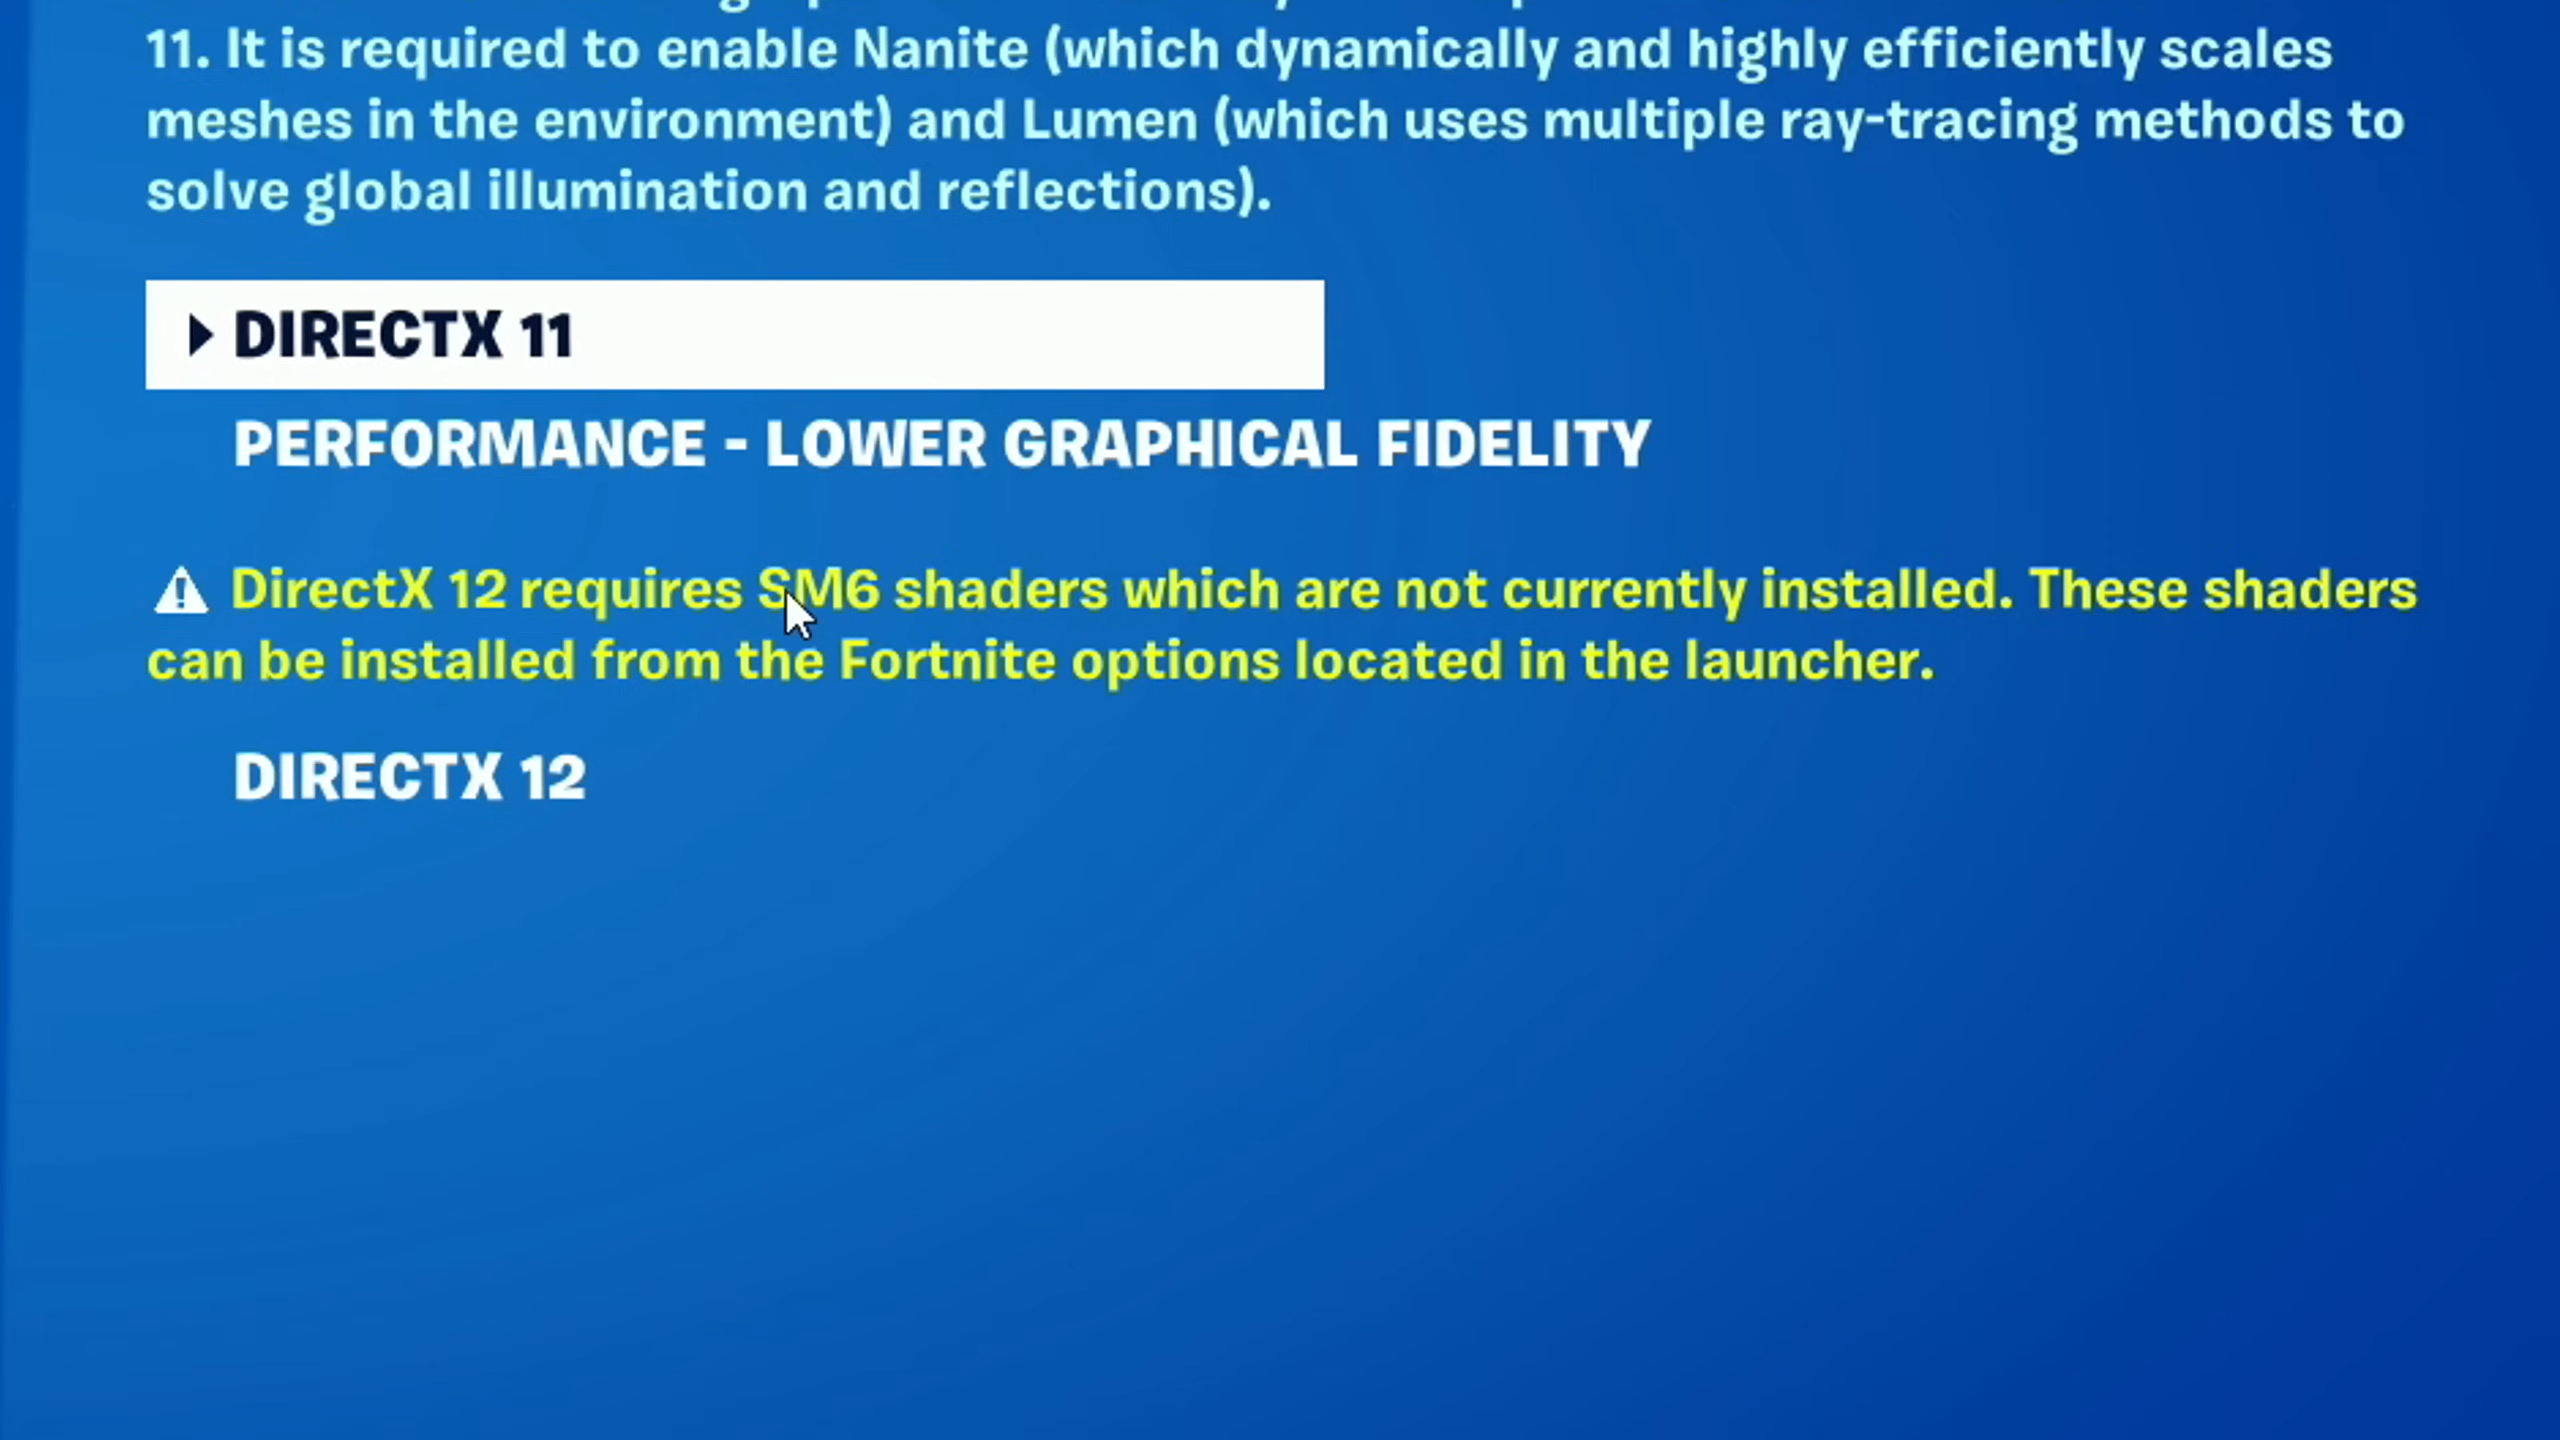 11. It is required to enable Nanite (which dynamically and highly efficiently scales
meshes in the environment) and Lumen (which uses multiple ray-tracing methods to
solve global illumination and reflections).
DIRECTX 11
PERFORMANCE - LOWER GRAPHICAL FIDELITY
DirectX 12 requires SM6 shaders which are not currently installed. These shaders
can be installed from the Fortnite options located in the launcher.
DIRECTX 12